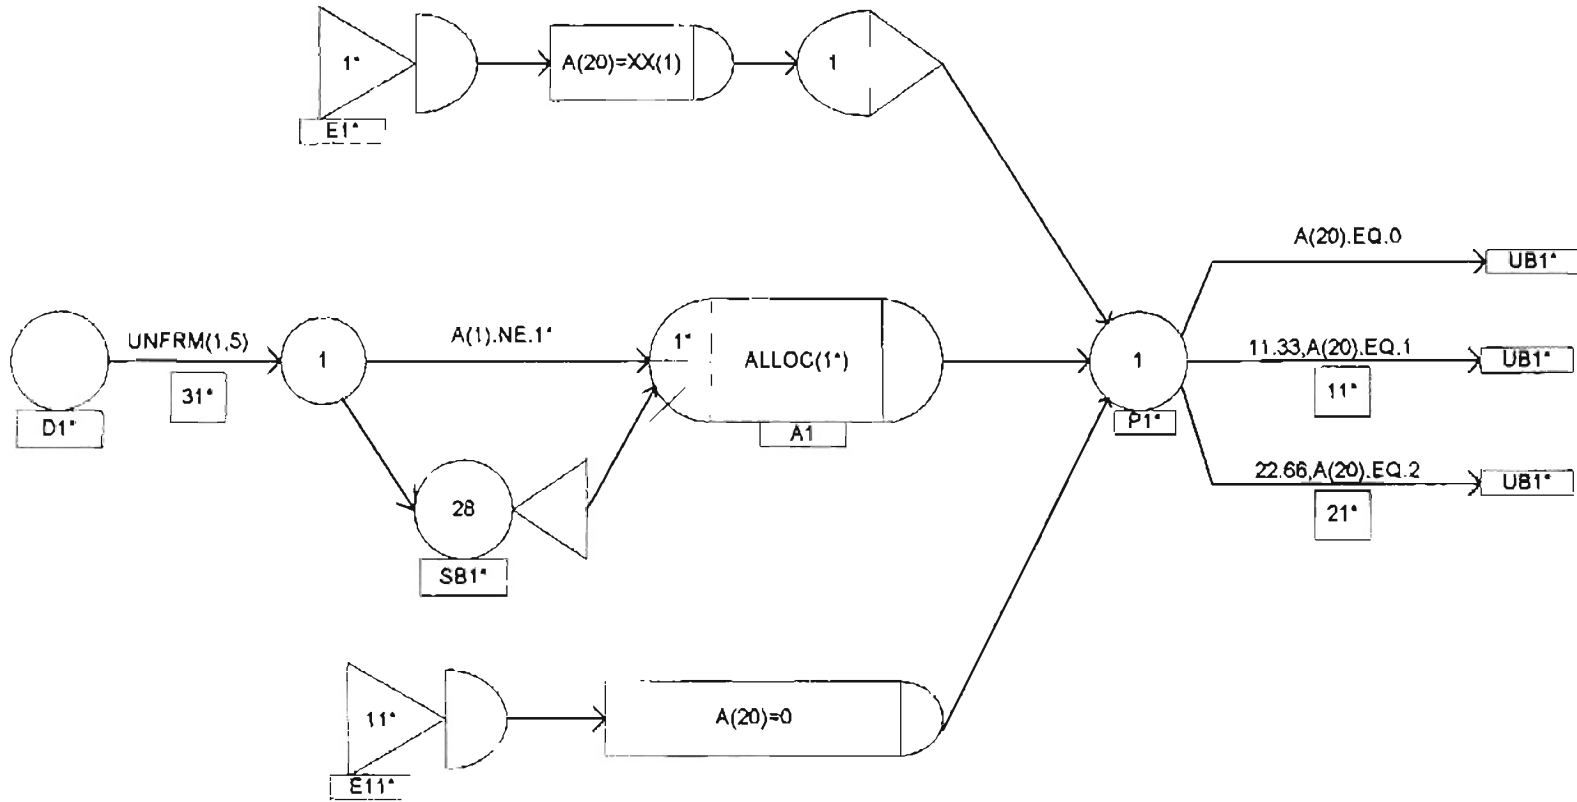 1*
A(20)=XX(1)
1
E1*
A(20).EQ.0
UB1*
UNFRM(1,5)
1
A(1).NE.1*
1*
ALLOC(1*)
1
11.33,A(20).EQ.1
UB1*
31*
11*
D1*
A1
P1*
22.66,A(20).EQ.2
UB1*
28
21*
SB1*
11*
A(20)=0
E11*